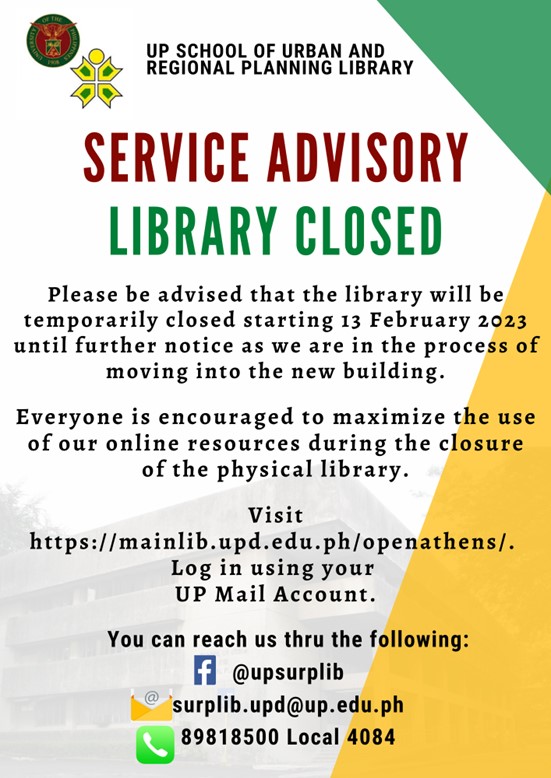 UP SCHOOL OF URBAN AND
REGIONAL PLANNING LIBRARY
SERVICE ADVISORY
LIBRARY CLOSED
Please be advised that the library will be
temporarily closed starting 13 February 2023
until further notice as we are in the process of
moving into the new building.
Everyone is encouraged to maximize the use
of our online resources during the closure
of the physical library.
Visit
https://mainlib.upd.edu.ph/openathens/.
Log in using your
UP Mail Account.
You can reach us thru the following:
@upsurplib
surplib.upd@up.edu.ph
89818500 Local 4084